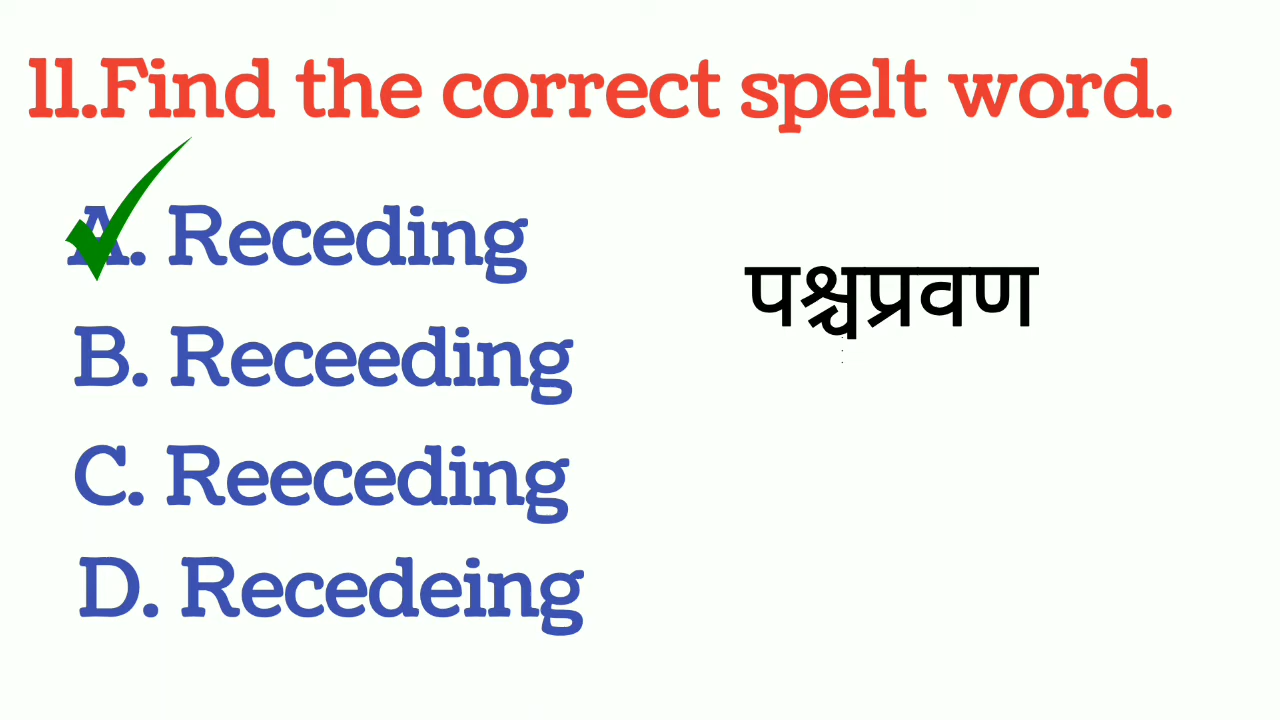 11.Find the correct spelt word.
A. Receding
पश्चप्रवण
B. Receeding
C. Reeceding
D. Recedeing